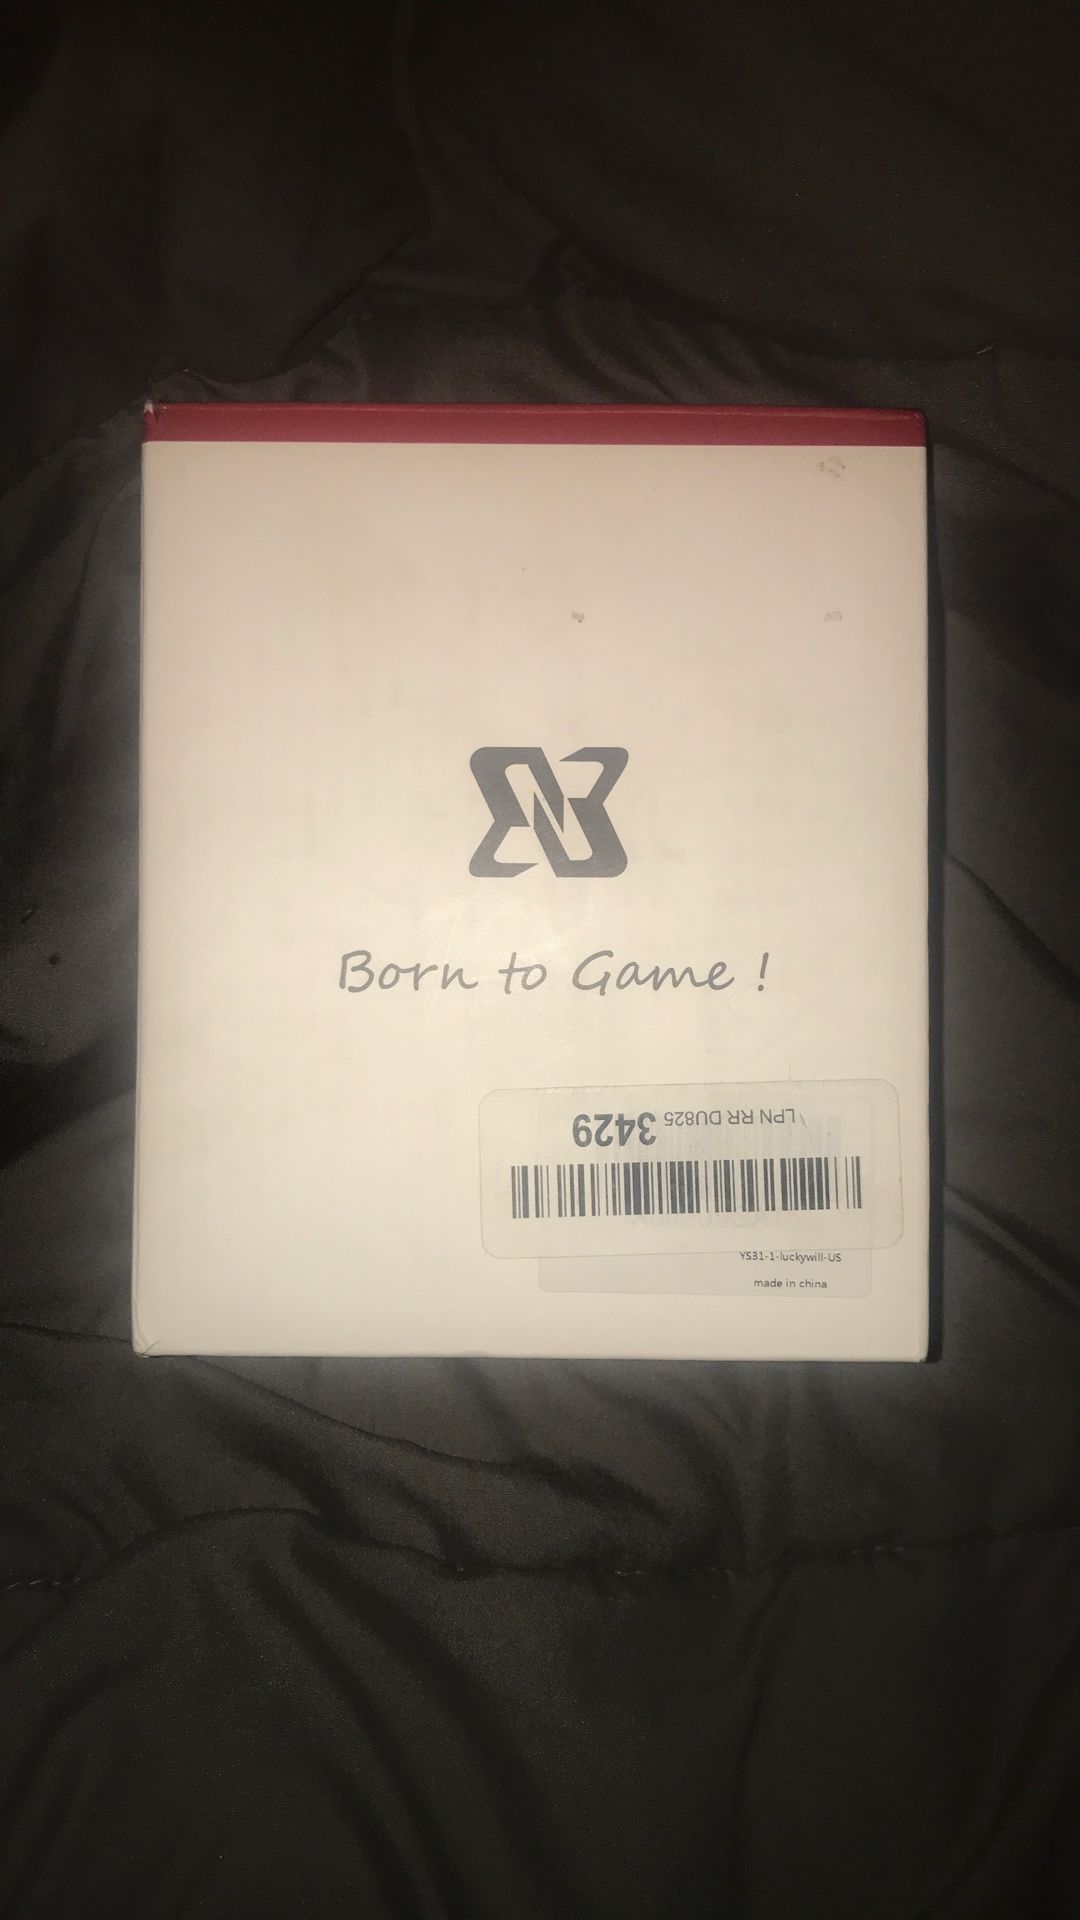 Born to Game !
LPN RR DU825 3429
YS31-1-luckywill-US
made in china